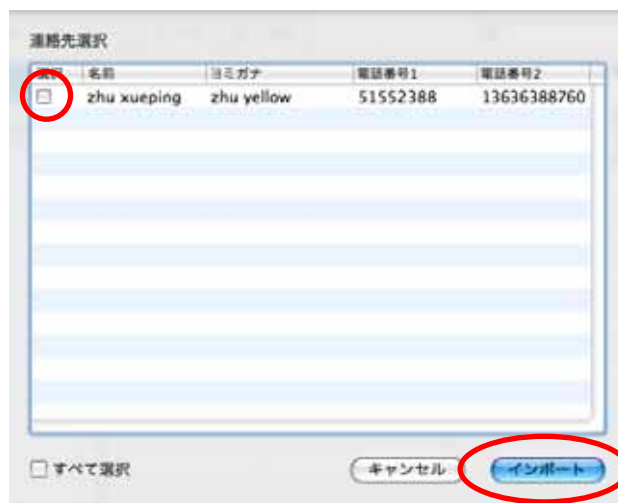 連絡先選択
選択 名前 ヨミガナ 電話番号1 電話番号2
zhu xueping zhu yellow 51552388 13636388760
すべて選択 キャンセル インポート